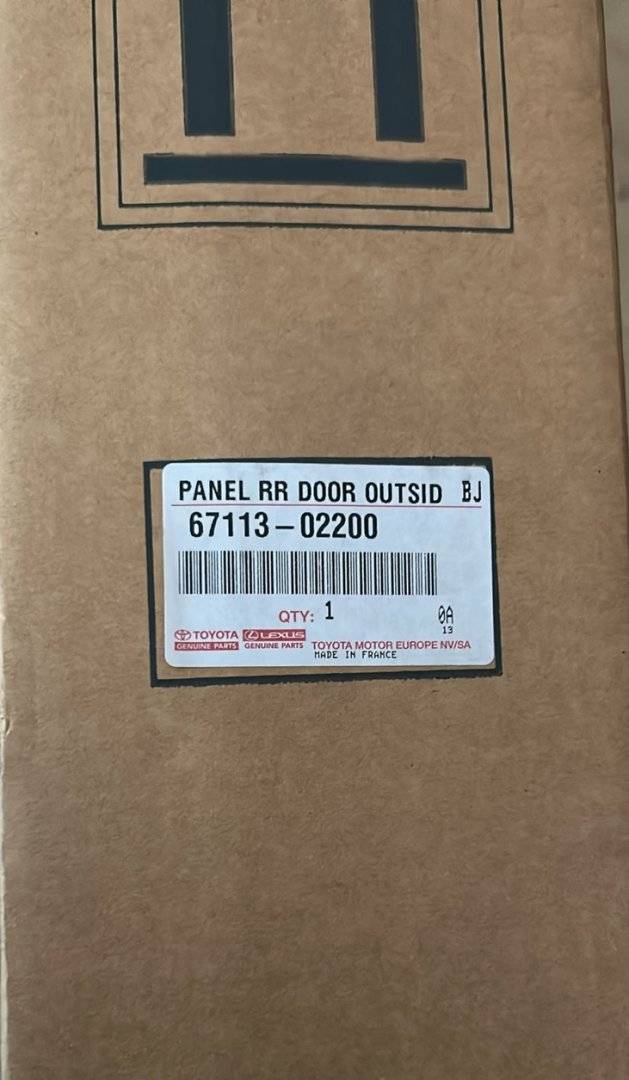 PANEL RR DOOR OUTSID BJ
67113-02200
QTY: 1 0A
13
TOYOTA LEXUS
GENUINE PARTS GENUINE PARTS TOYOTA MOTOR EUROPE NV/SA
MADE IN FRANCE